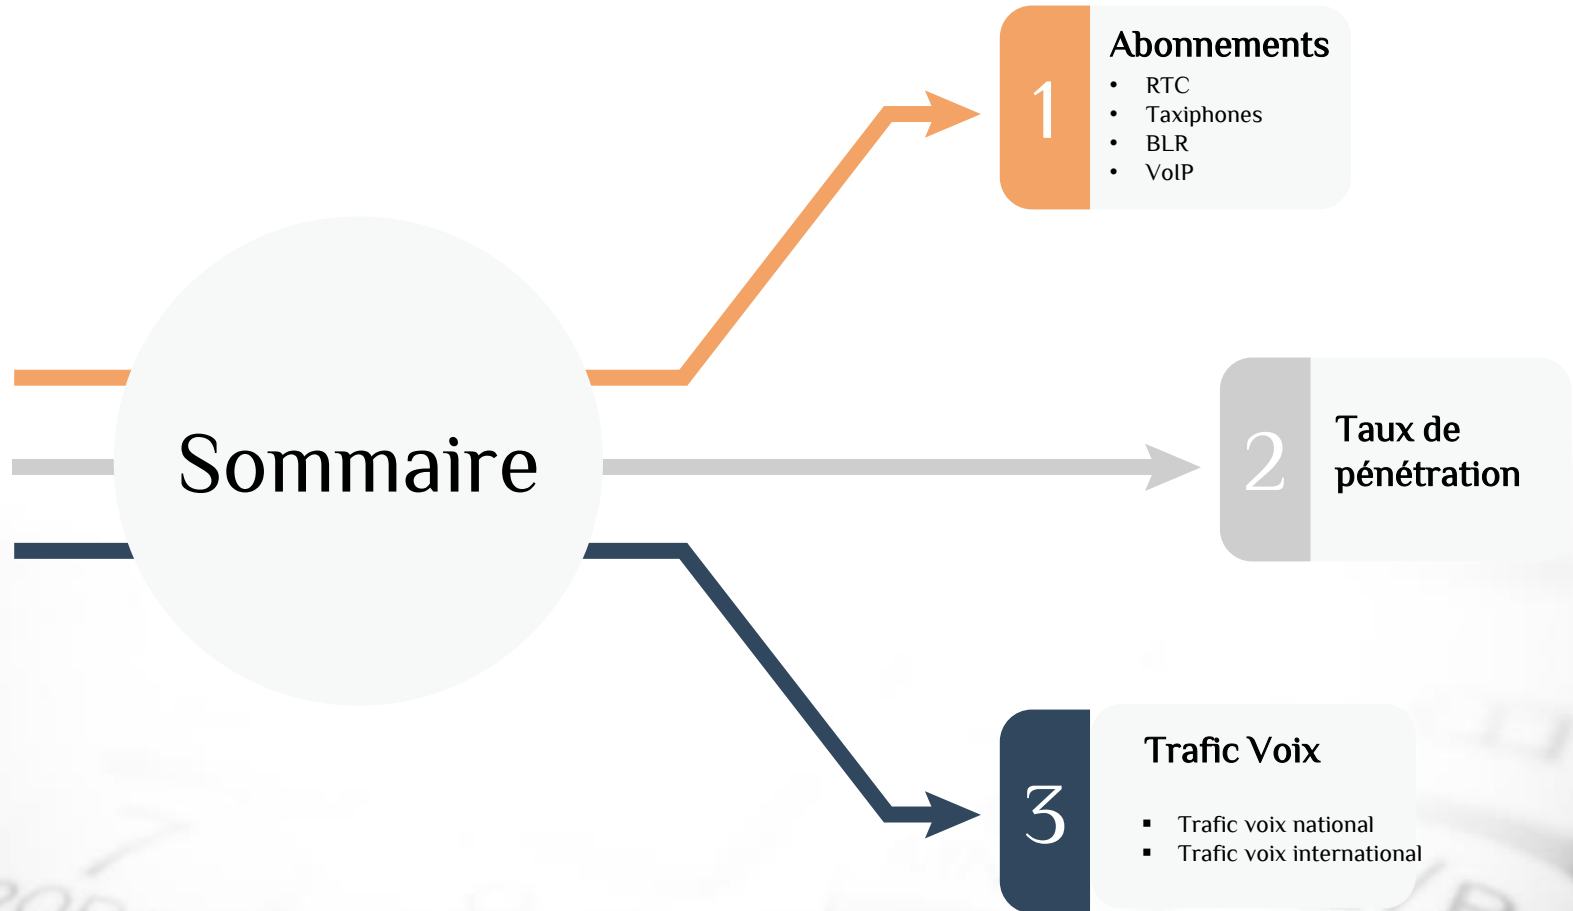 Sommaire
1
Abonnements
• RTC
• Taxiphones
• BLR
• VoIP
2
Taux de
pénétration
3
Trafic Voix
▪ Trafic voix national
▪ Trafic voix international